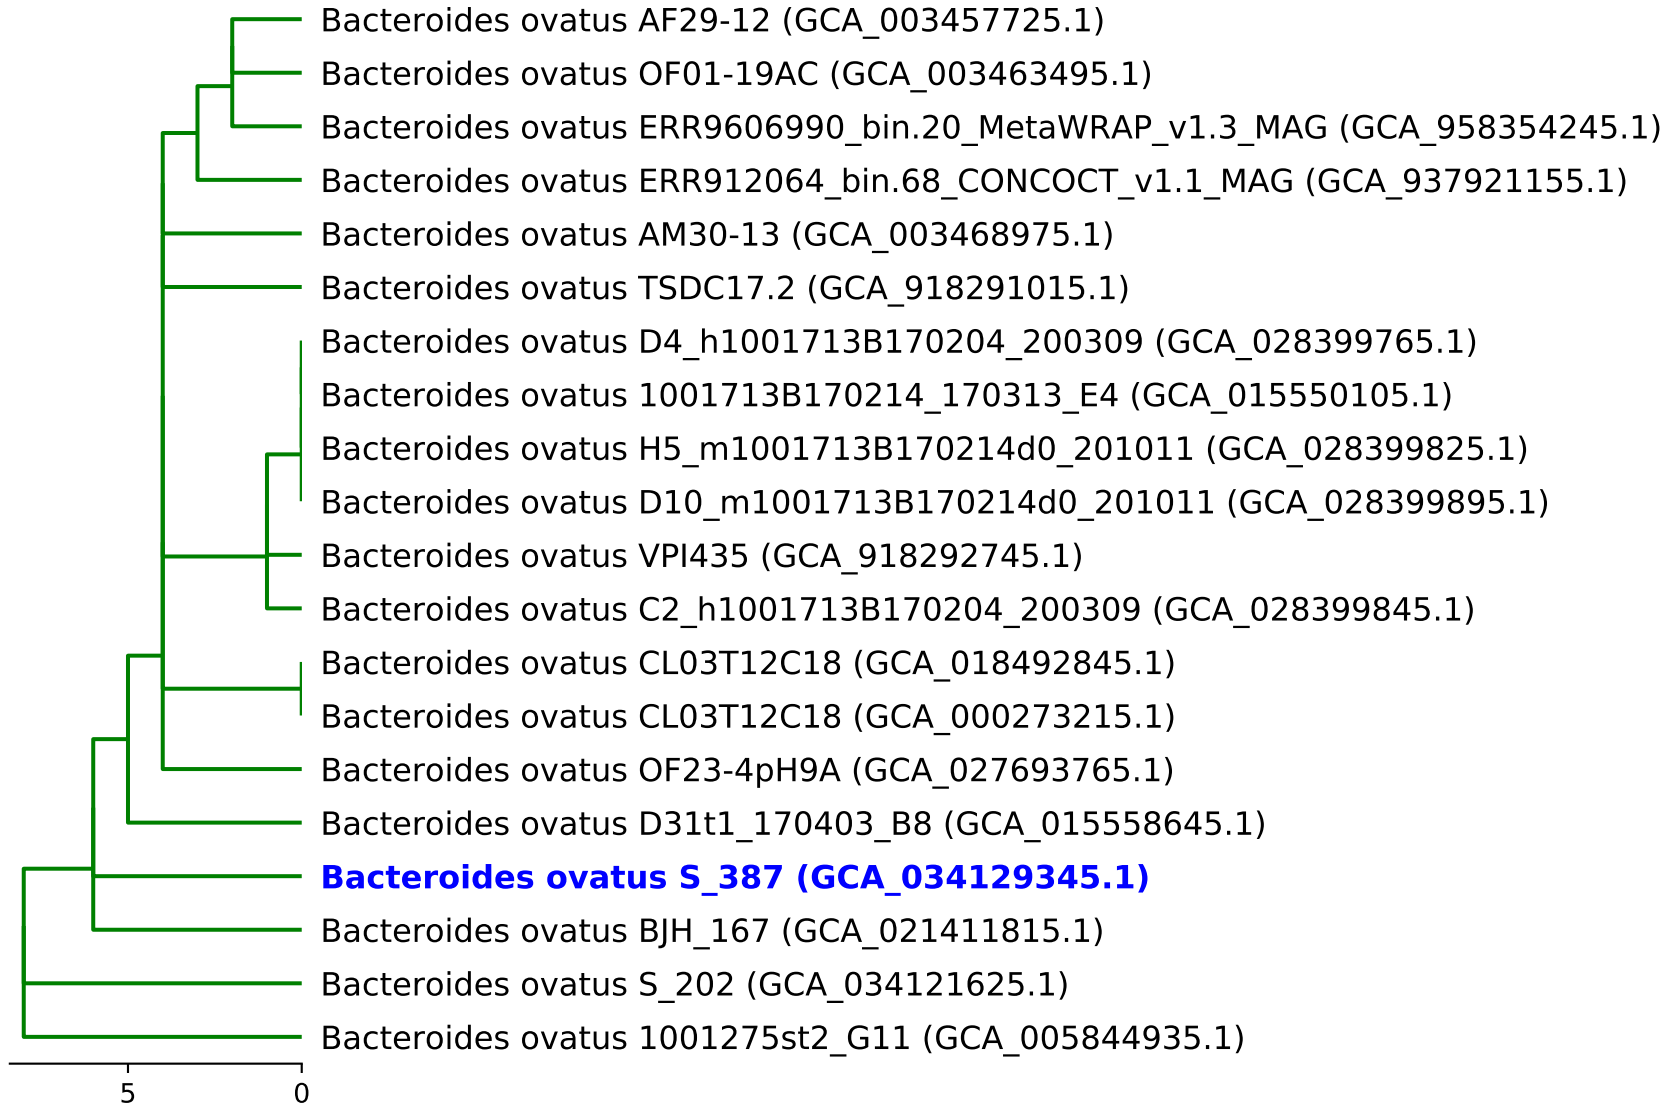 Bacteroides ovatus AF29-12 (GCA_003457725.1)
Bacteroides ovatus OF01-19AC (GCA_003463495.1)
Bacteroides ovatus ERR9606990_bin.20_MetaWRAP_v1.3_MAG (GCA_958354245.1)
Bacteroides ovatus ERR912064_bin.68_CONCOCT_v1.1_MAG (GCA_937921155.1)
Bacteroides ovatus AM30-13 (GCA_003468975.1)
Bacteroides ovatus TSDC17.2 (GCA_918291015.1)
Bacteroides ovatus D4_h1001713B170204_200309 (GCA_028399765.1)
Bacteroides ovatus 1001713B170214_170313_E4 (GCA_015550105.1)
Bacteroides ovatus H5_m1001713B170214d0_201011 (GCA_028399825.1)
Bacteroides ovatus D10_m1001713B170214d0_201011 (GCA_028399895.1)
Bacteroides ovatus VPI435 (GCA_918292745.1)
Bacteroides ovatus C2_h1001713B170204_200309 (GCA_028399845.1)
Bacteroides ovatus CL03T12C18 (GCA_018492845.1)
Bacteroides ovatus CL03T12C18 (GCA_000273215.1)
Bacteroides ovatus OF23-4pH9A (GCA_027693765.1)
Bacteroides ovatus D31t1_170403_B8 (GCA_015558645.1)
Bacteroides ovatus S_387 (GCA_034129345.1)
Bacteroides ovatus BJH_167 (GCA_021411815.1)
Bacteroides ovatus S_202 (GCA_034121625.1)
Bacteroides ovatus 1001275st2_G11 (GCA_005844935.1)
5 0